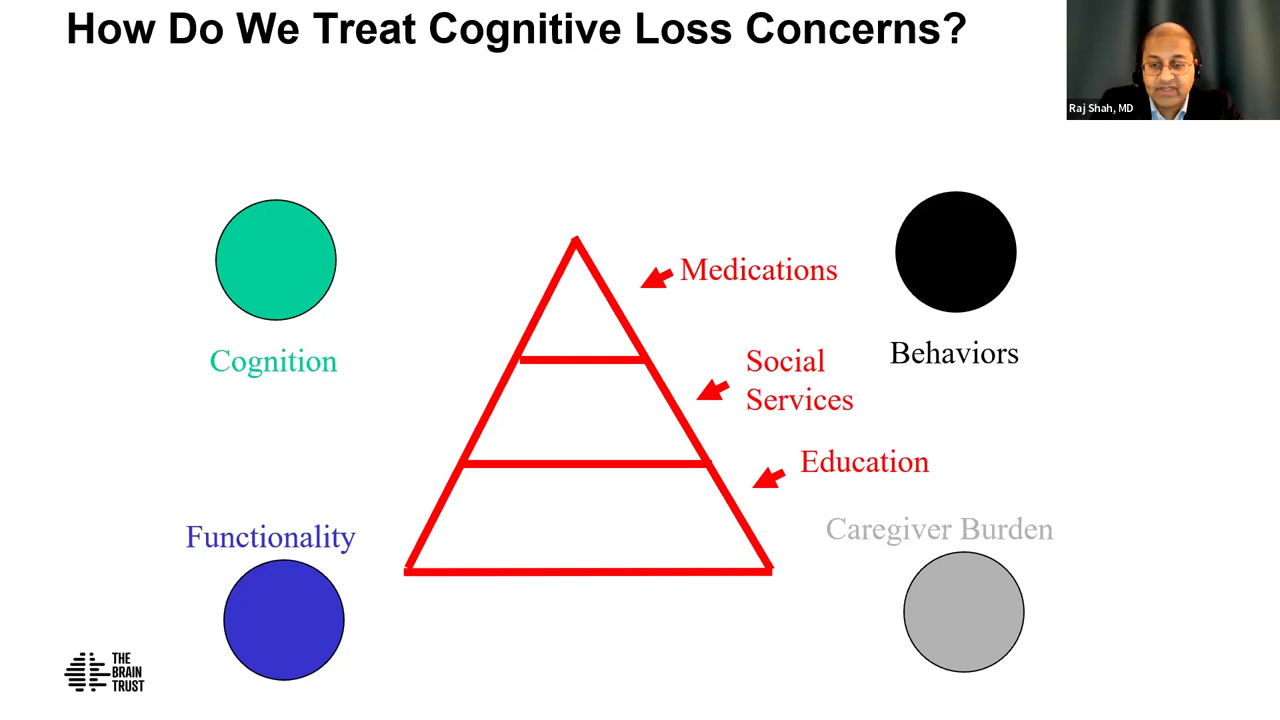 How Do We Treat Cognitive Loss Concerns?
Raj Shah, MD
Medications
Cognition
Behaviors
Social
Services
Education
Functionality
Caregiver Burden
THE
BRAIN
TRUST